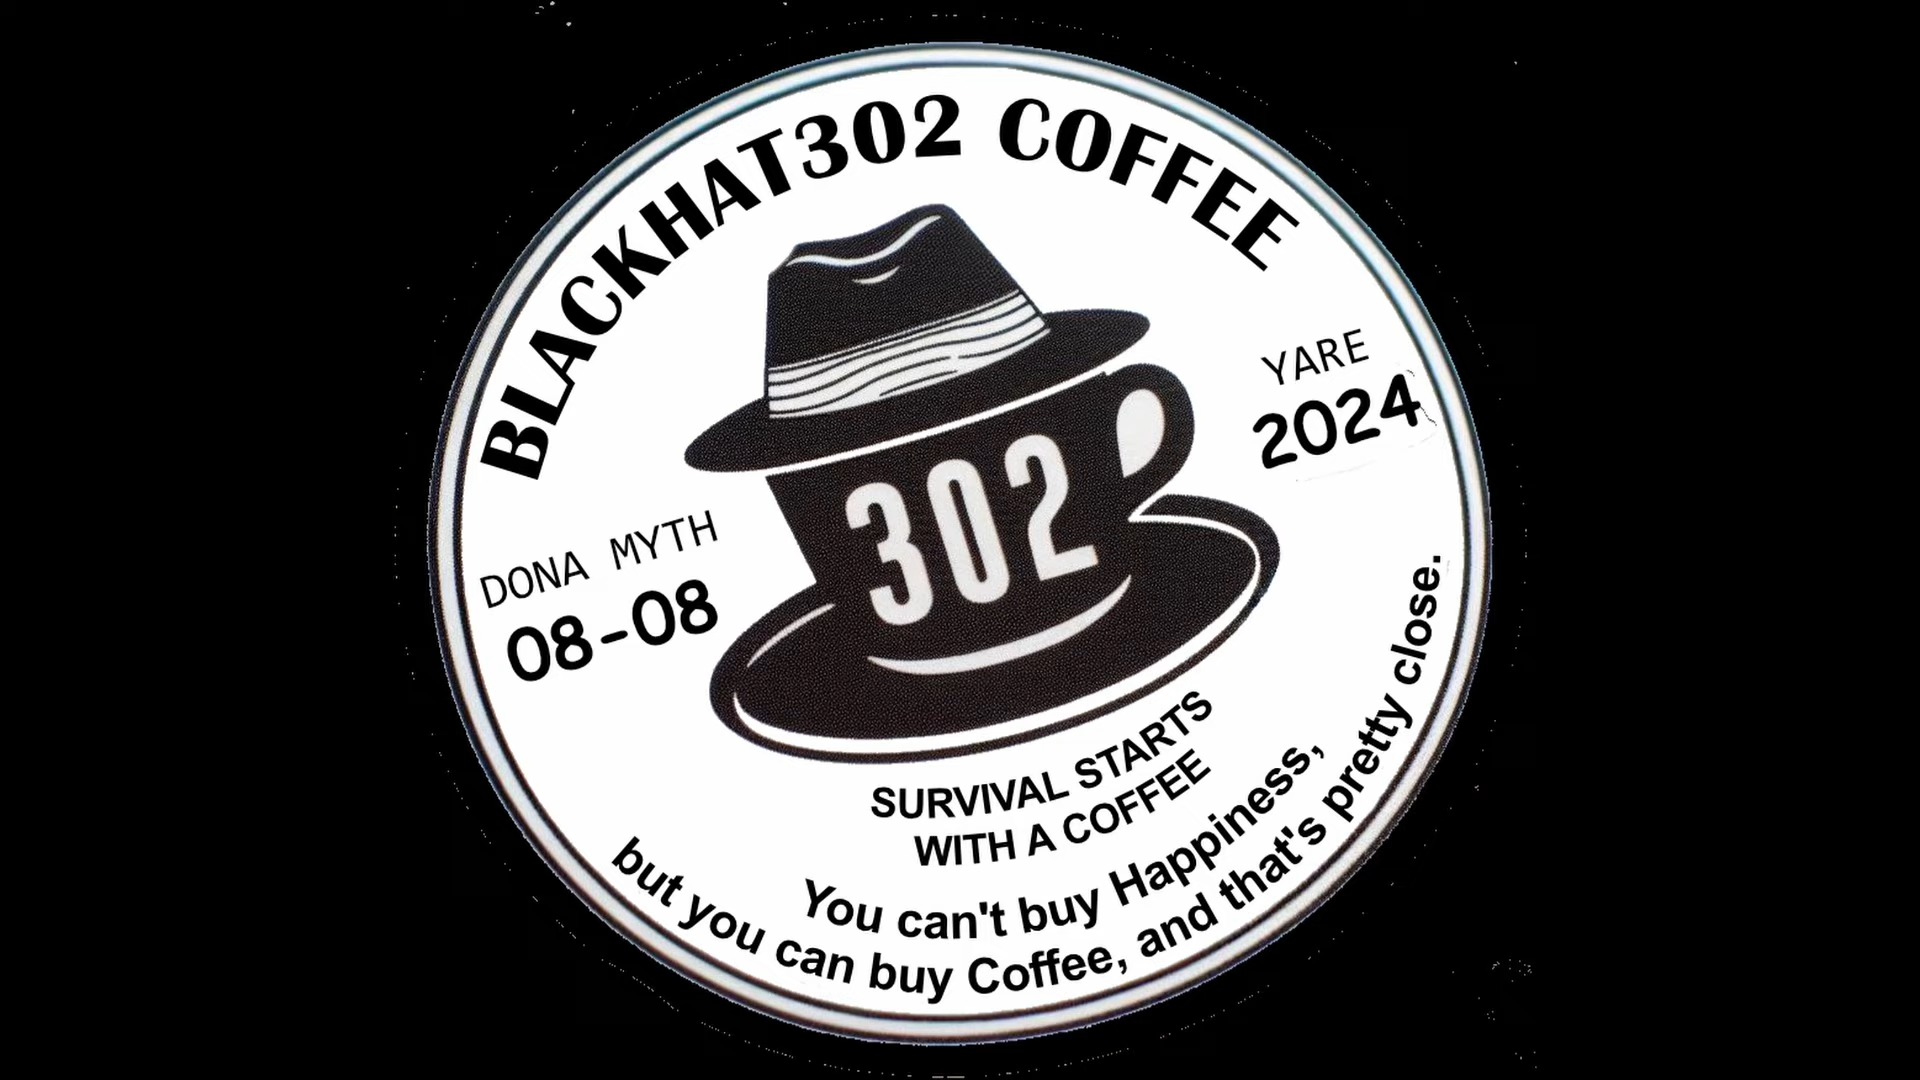 BLACKHAT302 COFFEE
YARE
2024
302
DONA MYTH
08-08
SURVIVAL STARTS
WITH A COFFEE
You can't buy Happiness,
but you can buy Coffee, and that's pretty close.